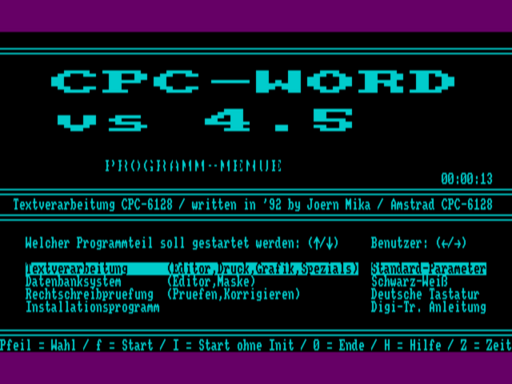 CPC-WORD
vs 4.5
PROGRAMM-MENUE
00:00:13
Textverarbeitung CPC-6128 / written in '92 by Joern Mika / Amstrad CPC-6128
Welcher Programmteil soll gestartet werden: (↑/↓) Benutzer: (←/→)
Textverarbeitung (Editor,Druck,Grafik,Spezials) Standard-Parameter
Datenbanksystem (Editor,Maske) Schwarz-Weiß
Rechtschreibpruefung (Pruefen,Korrigieren) Deutsche Tastatur
Installationsprogramm Digi-Tr. Anleitung
Pfeil = Wahl / f = Start / I = Start ohne Init / 0 = Ende / H = Hilfe / Z = Zeit